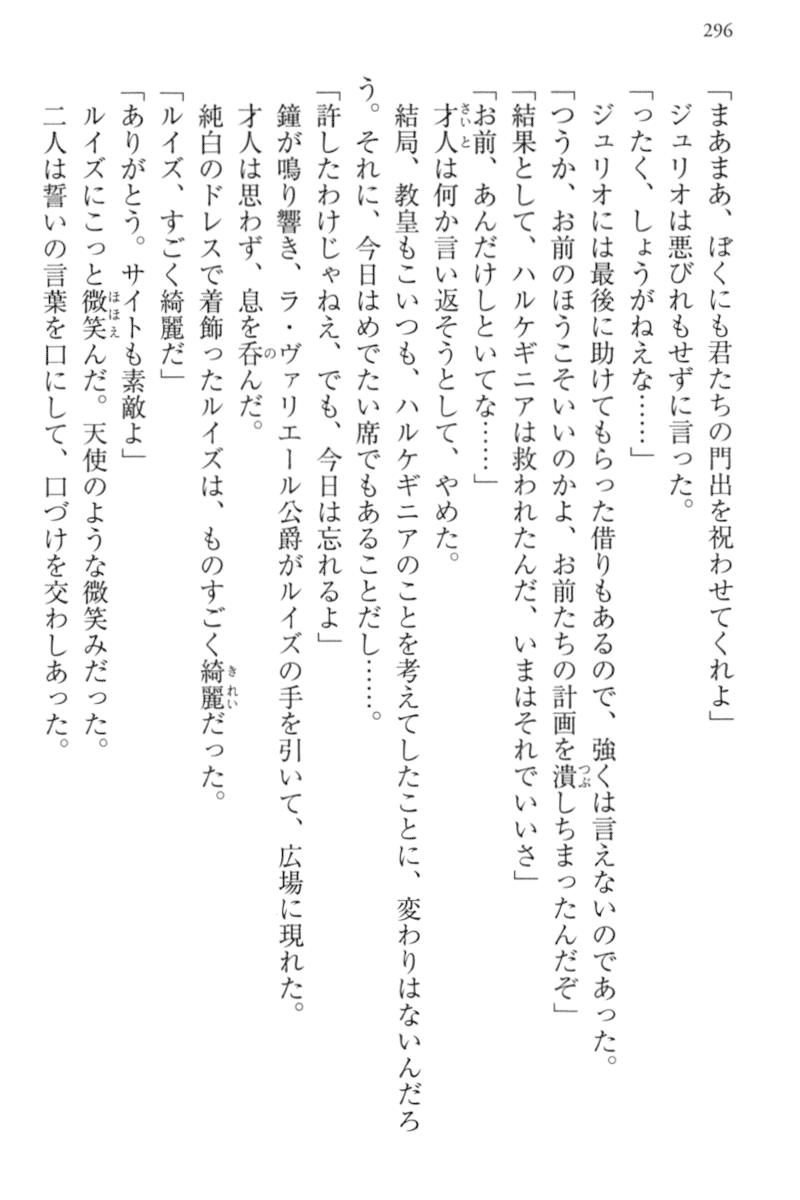 296
「まあまあ、ぼくにも君たちの門出を祝わせてくれよ」
ジュリオは悪びれもせずに言った。
「ったく、しょうがねえな……」
ジュリオには最後に助けてもらった借りもあるので、強くは言えないのであった。
「つうか、お前のほうこそいいのかよ、お前たちの計画を潰しちまったんだぞ」
「結果として、ハルケギニアは救われたんだ、いまはそれでいいさ」
「お前、あんだけしといてな……」
才人は何か言い返そうとして、やめた。
結局、教皇もこいつも、ハルケギニアのことを考えてしたことに、変わりはないんだろ
う。それに、今日はめでたい席でもあることだし……。
「許したわけじゃねえ、でも、今日は忘れるよ」
鐘が鳴り響き、ラ・ヴァリエール公爵がルイズの手を引いて、広場に現れた。
才人は思わず、息を呑んだ。
純白のドレスで着飾ったルイズは、ものすごく綺麗だった。
「ルイズ、すごく綺麗だ」
「ありがとう。サイトも素敵よ」
ルイズにこっと微笑んだ。天使のような微笑みだった。
二人は誓いの言葉を口にして、口づけを交わしあった。